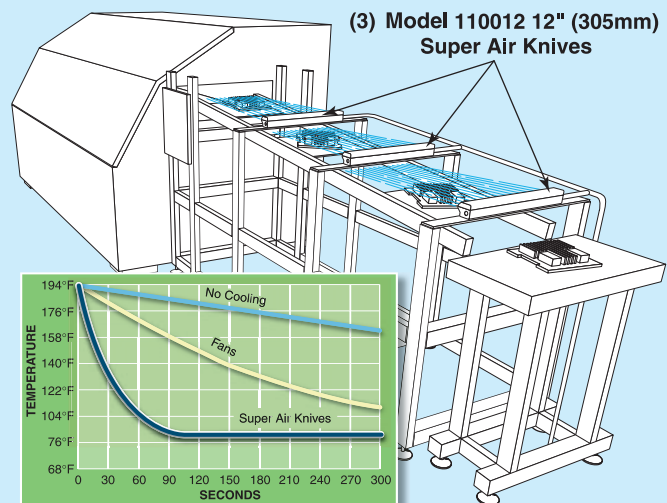 (3) Model 110012 12" (305mm)
Super Air Knives
TEMPERATURE
194°F
176°F
158°F
140°F
122°F
104°F
76°F
68°F
No Cooling
Fans
Super Air Knives
0 30 60 90 120 150 180 210 240 270 300
SECONDS